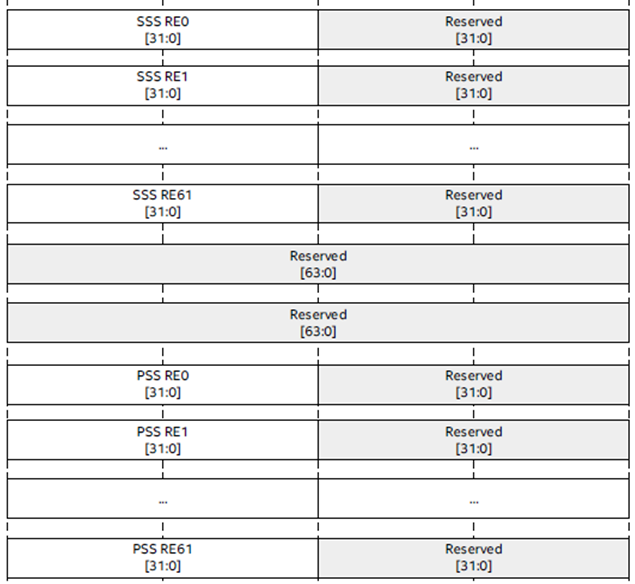 SSS RE0 Reserved
[31:0] [31:0]
SSS RE1 Reserved
[31:0] [31:0]
... ...
SSS RE61 Reserved
[31:0] [31:0]
Reserved
[63:0]
Reserved
[63:0]
PSS RE0 Reserved
[31:0] [31:0]
PSS RE1 Reserved
[31:0] [31:0]
... ...
PSS RE61 Reserved
[31:0] [31:0]